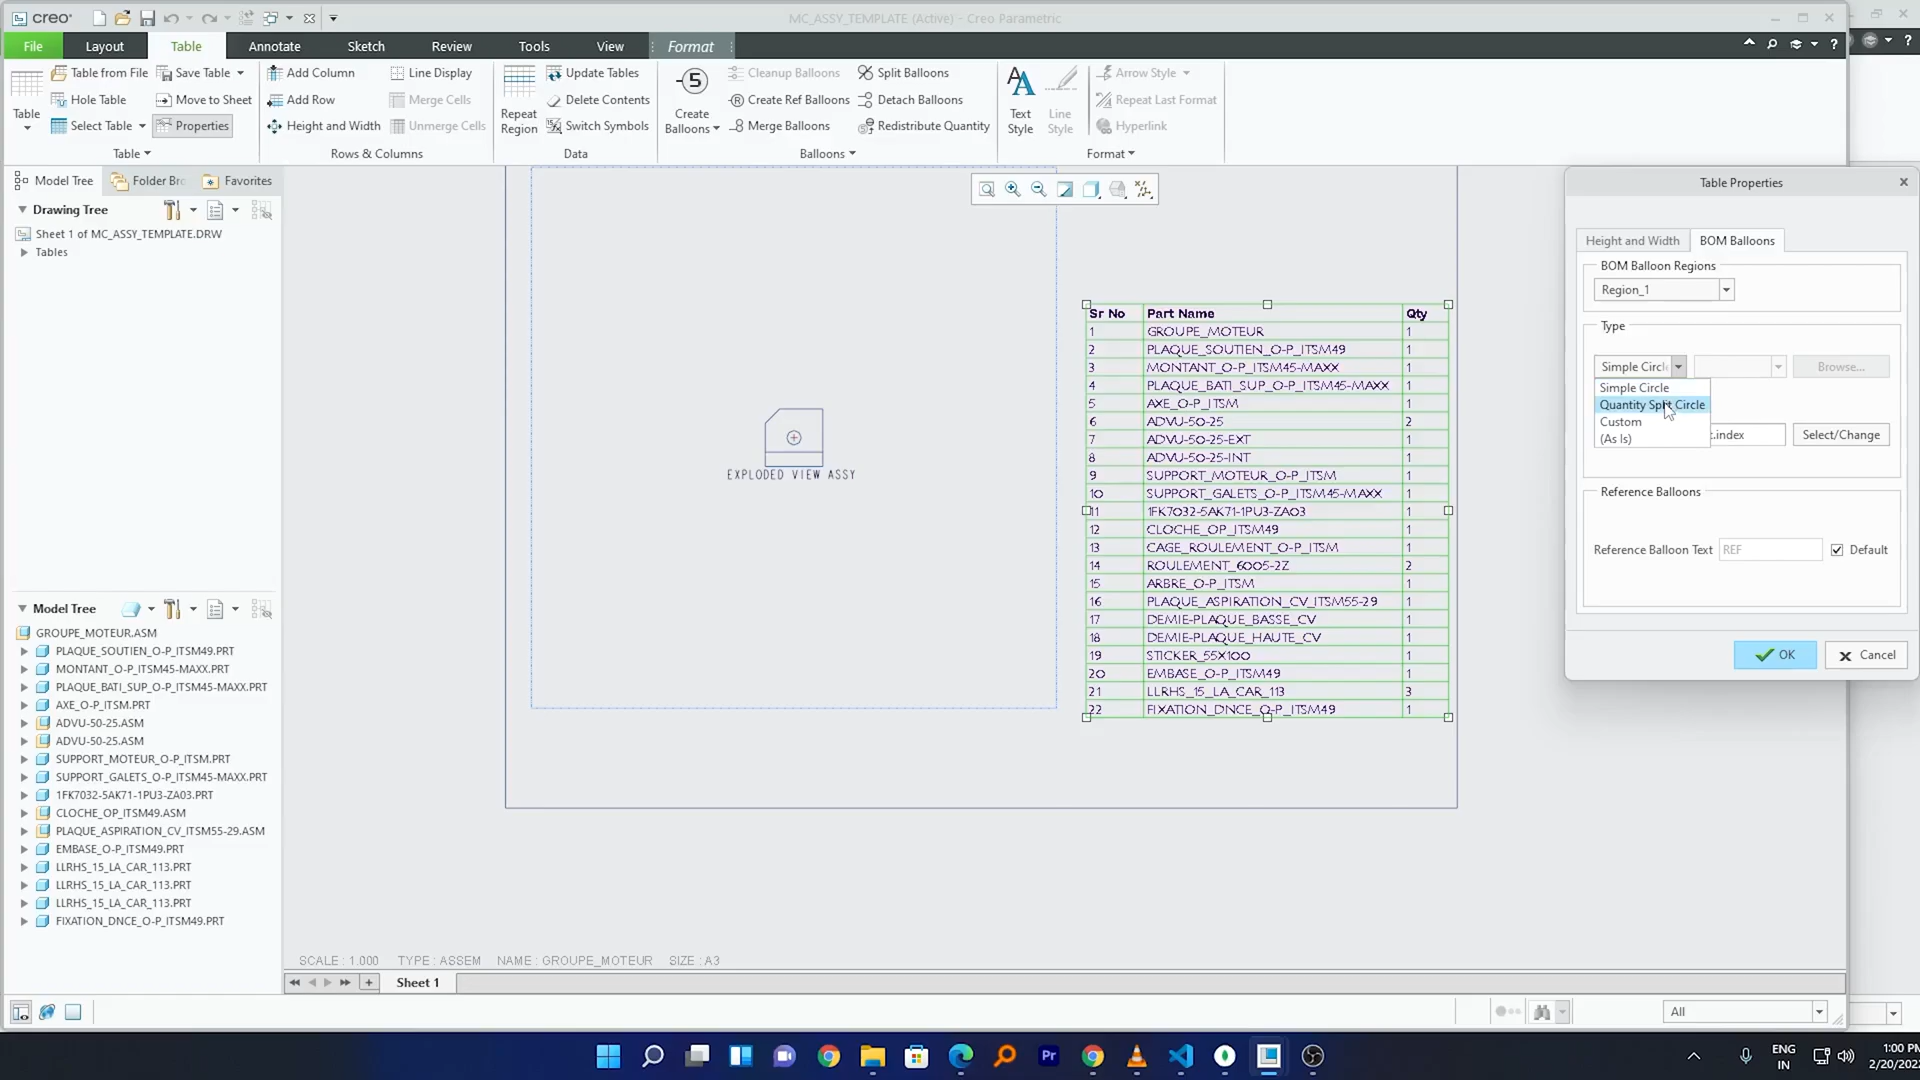 creo MC_ASSY_TEMPLATE (Active) - Creo Parametric
File Layout Table Annotate Sketch Review Tools View Format
Table from File Save Table Add Column Line Display Update Tables Cleanup Balloons Split Balloons Arrow Style
Hole Table Move to Sheet Add Row Merge Cells Delete Contents Create Ref Balloons Detach Balloons Repeat Last Format
Table Select Table Properties Height and Width Unmerge Cells Repeat Region Switch Symbols Create Balloons Merge Balloons Redistribute Quantity Text Style Line Style Hyperlink
Table Rows & Columns Data Balloons Format
Model Tree Folder Bro Favorites
Drawing Tree
Sheet 1 of MC_ASSY_TEMPLATE.DRW
Tables
Model Tree
GROUPE_MOTEUR.ASM
PLAQUE_SOUTIEN_O-P_ITSM49.PRT
MONTANT_O-P_ITSM45-MAXX.PRT
PLAQUE_BATI_SUP_O-P_ITSM45-MAXX.PRT
AXE_O-P_ITSM.PRT
ADVU-50-25.ASM
ADVU-50-25.ASM
SUPPORT_MOTEUR_O-P_ITSM.PRT
SUPPORT_GALETS_O-P_ITSM45-MAXX.PRT
1FK7032-5AK71-1PU3-ZA03.PRT
CLOCHE_OP_ITSM49.ASM
PLAQUE_ASPIRATION_CV_ITSM55-29.ASM
EMBASE_O-P_ITSM49.PRT
LLRHS_15_LA_CAR_113.PRT
LLRHS_15_LA_CAR_113.PRT
LLRHS_15_LA_CAR_113.PRT
FIXATION_DNCE_O-P_ITSM49.PRT
EXPLODED VIEW ASSY
Sr No Part Name Qty
1 GROUPE_MOTEUR 1
2 PLAQUE_SOUTIEN_O-P_ITSM49 1
3 MONTANT_O-P_ITSM45-MAXX 1
4 PLAQUE_BATI_SUP_O-P_ITSM45-MAXX 1
5 AXE_O-P_ITSM 1
6 ADVU-50-25 2
7 ADVU-50-25-EXT 1
8 ADVU-50-25-INT 1
9 SUPPORT_MOTEUR_O-P_ITSM 1
10 SUPPORT_GALETS_O-P_ITSM45-MAXX 1
11 1FK7032-5AK71-1PU3-ZA03 1
12 CLOCHE_OP_ITSM49 1
13 CAGE_ROULEMENT_O-P_ITSM 1
14 ROULEMENT_6005-2Z 2
15 ARBRE_O-P_ITSM 1
16 PLAQUE_ASPIRATION_CV_ITSM55-29 1
17 DEMIE-PLAQUE_BASSE_CV 1
18 DEMIE-PLAQUE_HAUTE_CV 1
19 STICKER_55X100 1
20 EMBASE_O-P_ITSM49 1
21 LLRHS_15_LA_CAR_113 3
22 FIXATION_DNCE_O-P_ITSM49 1
Table Properties
Height and Width BOM Balloons
BOM Balloon Regions
Region_1
Type
Simple Circl Browse...
Simple Circle
Quantity Split Circle
Custom
(As Is)
t.index Select/Change
Reference Balloons
Reference Balloon Text REF Default
OK Cancel
SCALE : 1.000 TYPE : ASSEM NAME : GROUPE_MOTEUR SIZE : A3
Sheet 1
All
ENG
IN
1:00 PM
2/20/202